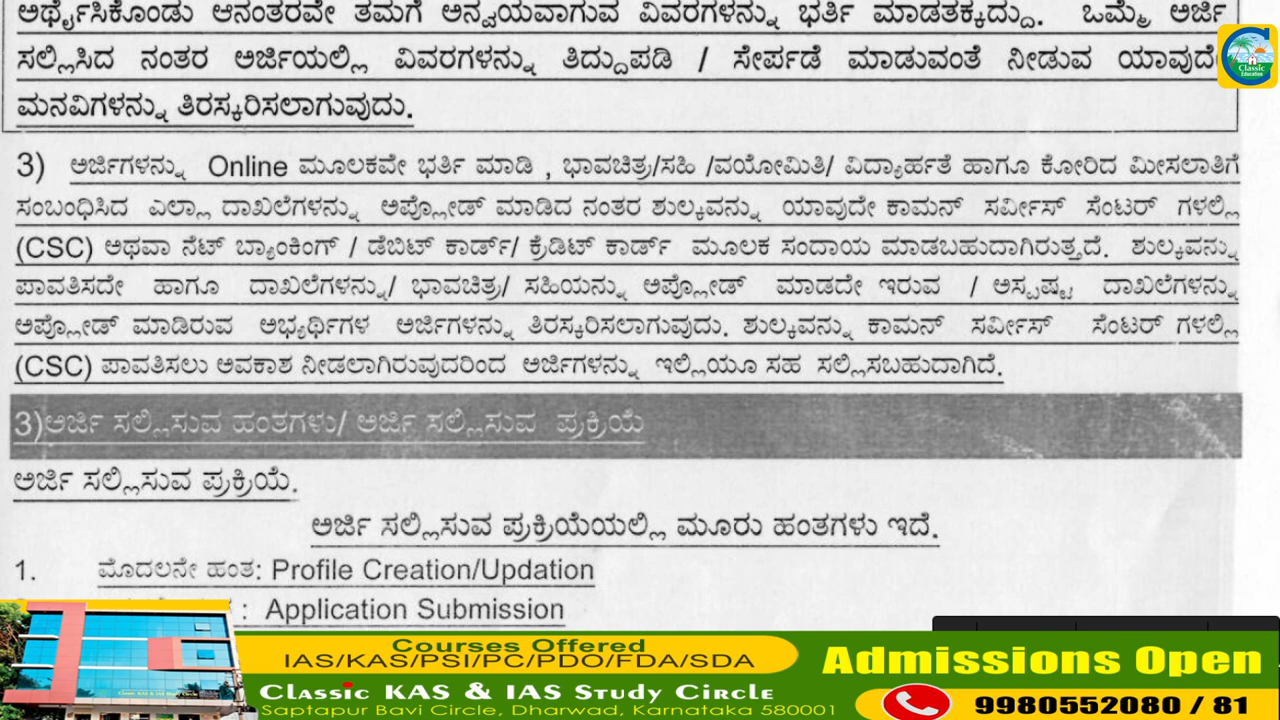 ಅರ್ಥೈಸಿಕೊಂಡು ಆನಂತರವೇ ತಮಗೆ ಅನ್ವಯವಾಗುವ ವಿವರಗಳನ್ನು ಭರ್ತಿ ಮಾಡತಕ್ಕದ್ದು. ಒಮ್ಮೆ ಅರ್ಜಿ
ಸಲ್ಲಿಸಿದ ನಂತರ ಅರ್ಜಿಯಲ್ಲಿ ವಿವರಗಳನ್ನು ತಿದ್ದುಪಡಿ / ಸೇರ್ಪಡೆ ಮಾಡುವಂತೆ ನೀಡುವ ಯಾವುದೇ
ಮನವಿಗಳನ್ನು ತಿರಸ್ಕರಿಸಲಾಗುವುದು.
3) ಅರ್ಜಿಗಳನ್ನು Online ಮೂಲಕವೇ ಭರ್ತಿ ಮಾಡಿ , ಭಾವಚಿತ್ರ/ಸಹಿ /ವಯೋಮಿತಿ/ ವಿದ್ಯಾರ್ಹತೆ ಹಾಗೂ ಕೋರಿದ ಮೀಸಲಾತಿಗೆ
ಸಂಬಂಧಿಸಿದ ಎಲ್ಲಾ ದಾಖಲೆಗಳನ್ನು ಅಪ್ಲೋಡ್ ಮಾಡಿದ ನಂತರ ಶುಲ್ಕವನ್ನು ಯಾವುದೇ ಕಾಮನ್ ಸರ್ವೀಸ್ ಸೆಂಟರ್ ಗಳಲ್ಲಿ
(CSC) ಅಥವಾ ನೆಟ್ ಬ್ಯಾಂಕಿಂಗ್ / ಡೆಬಿಟ್ ಕಾರ್ಡ್/ ಕ್ರೆಡಿಟ್ ಕಾರ್ಡ್ ಮೂಲಕ ಸಂದಾಯ ಮಾಡಬಹುದಾಗಿರುತ್ತದೆ. ಶುಲ್ಕವನ್ನು
ಪಾವತಿಸದೇ ಹಾಗೂ ದಾಖಲೆಗಳನ್ನು/ ಭಾವಚಿತ್ರ/ ಸಹಿಯನ್ನು ಅಪ್ಲೋಡ್ ಮಾಡದೇ ಇರುವ / ಅಸ್ಪಷ್ಟ ದಾಖಲೆಗಳನ್ನು
ಅಪ್ಲೋಡ್ ಮಾಡಿರುವ ಅಭ್ಯರ್ಥಿಗಳ ಅರ್ಜಿಗಳನ್ನು ತಿರಸ್ಕರಿಸಲಾಗುವುದು. ಶುಲ್ಕವನ್ನು ಕಾಮನ್ ಸರ್ವೀಸ್ ಸೆಂಟರ್ ಗಳಲ್ಲಿ
(CSC) ಪಾವತಿಸಲು ಅವಕಾಶ ನೀಡಲಾಗಿರುವುದರಿಂದ ಅರ್ಜಿಗಳನ್ನು ಇಲ್ಲಿಯೂ ಸಹ ಸಲ್ಲಿಸಬಹುದಾಗಿದೆ.
3)ಅರ್ಜಿ ಸಲ್ಲಿಸುವ ಹಂತಗಳು/ ಅರ್ಜಿ ಸಲ್ಲಿಸುವ ಪ್ರಕ್ರಿಯೆ
ಅರ್ಜಿ ಸಲ್ಲಿಸುವ ಪ್ರಕ್ರಿಯೆ.
ಅರ್ಜಿ ಸಲ್ಲಿಸುವ ಪ್ರಕ್ರಿಯೆಯಲ್ಲಿ ಮೂರು ಹಂತಗಳು ಇದೆ.
1. ಮೊದಲನೇ ಹಂತ: Profile Creation/Updation
: Application Submission
Classic
Education
Courses Offered
IAS/KAS/PSI/PC/PDO/FDA/SDA
Classic KAS & IAS Study Circle
Saptapur Bavi Circle, Dharwad, Karnataka 580001
Admissions Open
9980552080 / 81